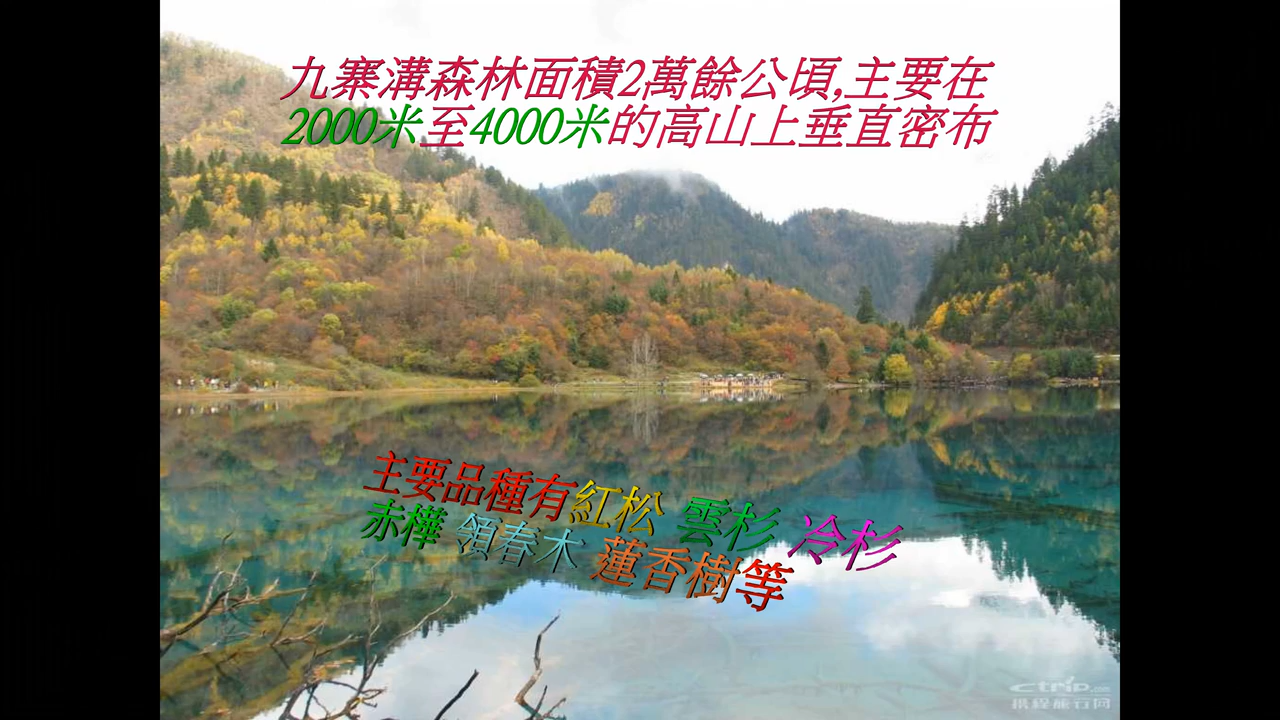 九寨溝森林面積2萬餘公頃,主要在
2000米至4000米的高山上垂直密布
主要品種有紅松 雲杉 冷杉
赤樺 領春木 蓮香樹等
Ctrip.com
携程旅行网